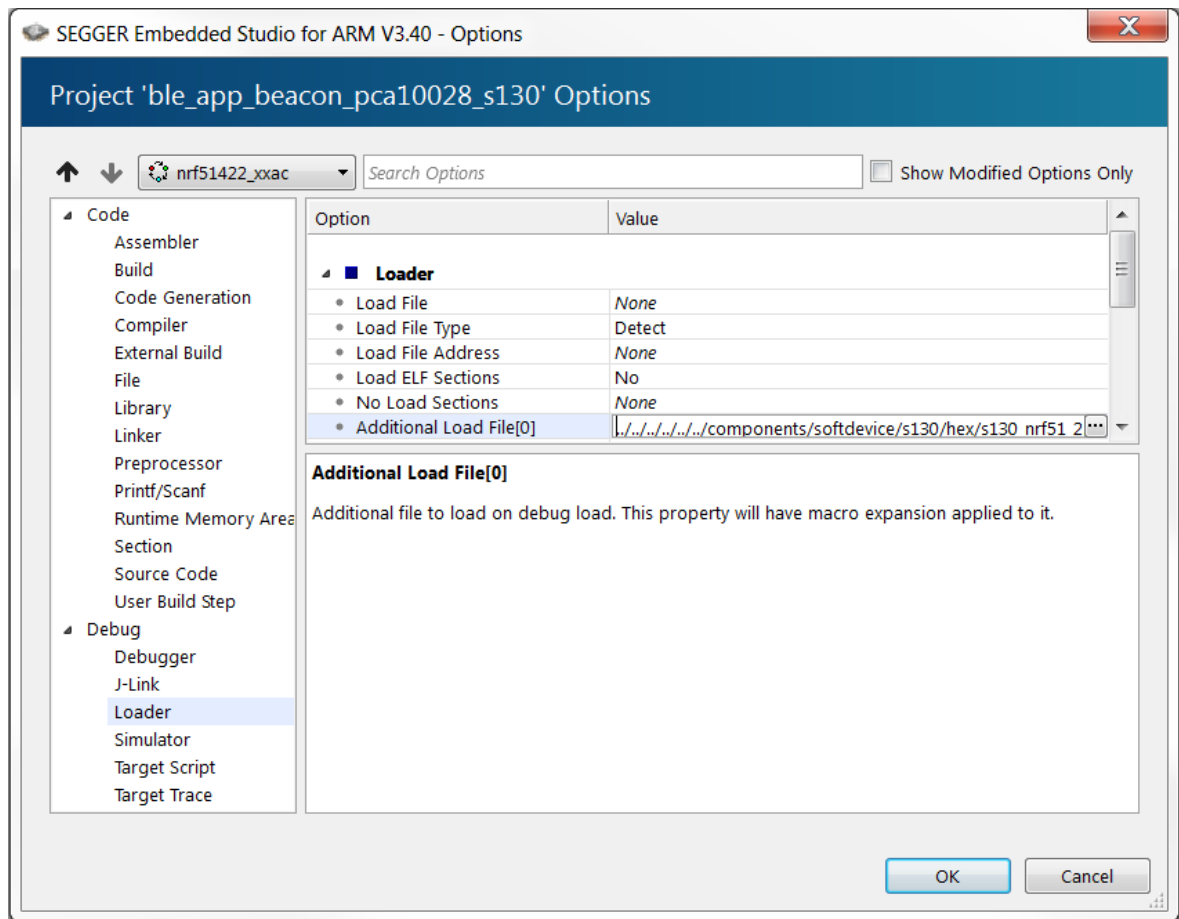 SEGGER Embedded Studio for ARM V3.40 - Options
Project 'ble_app_beacon_pca10028_s130' Options
nrf51422_xxac
Search Options
Show Modified Options Only
Code
Assembler
Build
Code Generation
Compiler
External Build
File
Library
Linker
Preprocessor
Printf/Scanf
Runtime Memory Area
Section
Source Code
User Build Step
Debug
Debugger
J-Link
Loader
Simulator
Target Script
Target Trace
Option Value
Loader
Load File None
Load File Type Detect
Load File Address None
Load ELF Sections No
No Load Sections None
Additional Load File[0] ../../../../../../components/softdevice/s130/hex/s130_nrf51_2
Additional Load File[0]
Additional file to load on debug load. This property will have macro expansion applied to it.
OK Cancel